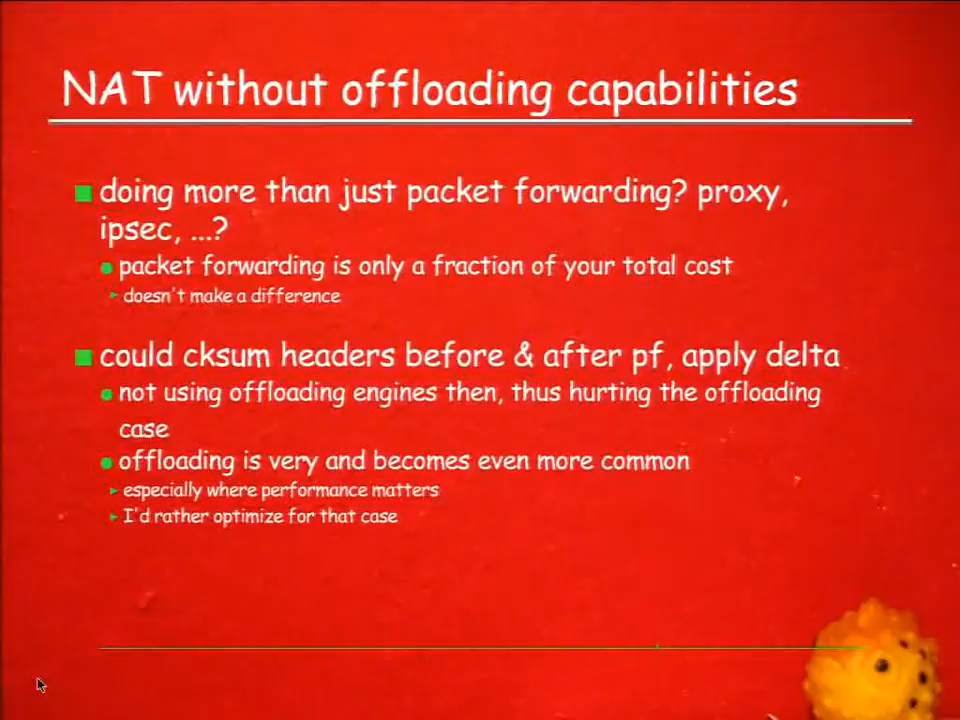 NAT without offloading capabilities
doing more than just packet forwarding? proxy,
ipsec, ...?
packet forwarding is only a fraction of your total cost
doesn't make a difference
could cksum headers before & after pf, apply delta
not using offloading engines then, thus hurting the offloading
case
offloading is very and becomes even more common
especially where performance matters
I'd rather optimize for that case